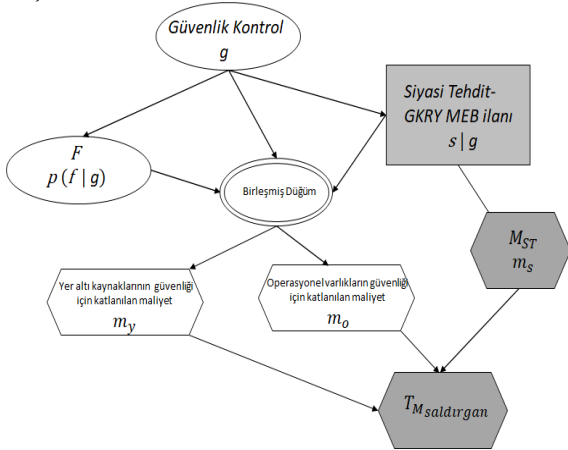 Güvenlik Kontrol
g
Siyasi Tehdit-
GKRY MEB ilanı
s | g
F
p (f | g)
Birleşmiş Düğüm
M_ST
m_s
Yer altı kaynaklarının güvenliği
için katlanılan maliyet
m_y
Operasyonel varlıkların güvenliği
için katlanılan maliyet
m_o
T_M_saldırgan